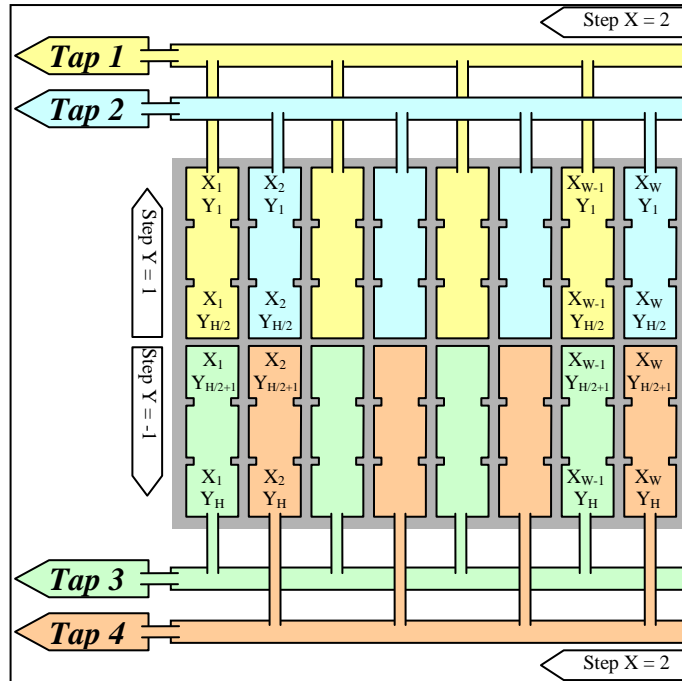 Step X = 2
Tap 1
Tap 2
X1 X2 XW-1 XW
Y1 Y1 Y1 Y1
Step Y = 1
X1 X2 XW-1 XW
YH/2 YH/2 YH/2 YH/2
X1 X2 XW-1 XW
YH/2+1 YH/2+1 YH/2+1 YH/2+1
Step Y = -1
X1 X2 XW-1 XW
YH YH YH YH
Tap 3
Tap 4
Step X = 2